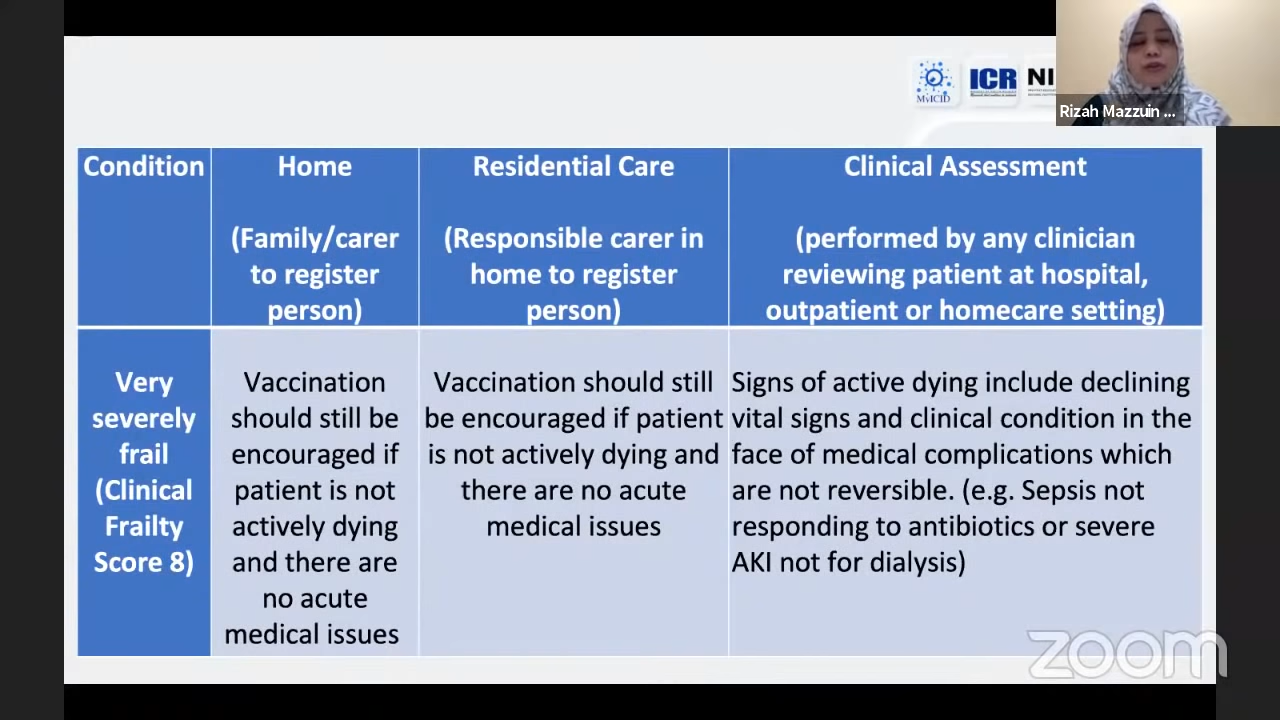 MyICID
ICR
NI
Rizah Mazzuin ...
Condition
Home
(Family/carer
to register
person)
Residential Care
(Responsible carer in
home to register
person)
Clinical Assessment
(performed by any clinician
reviewing patient at hospital,
outpatient or homecare setting)
Very
severely
frail
(Clinical
Frailty
Score 8)
Vaccination
should still be
encouraged if
patient is not
actively dying
and there are
no acute
medical issues
Vaccination should still
be encouraged if patient
is not actively dying and
there are no acute
medical issues
Signs of active dying include declining
vital signs and clinical condition in the
face of medical complications which
are not reversible. (e.g. Sepsis not
responding to antibiotics or severe
AKI not for dialysis)
zoom